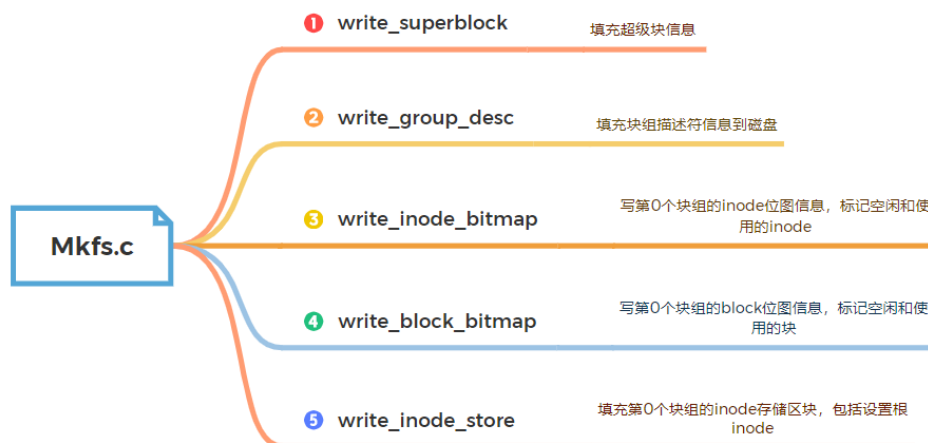 Mkfs.c
1 write_superblock 填充超级块信息
2 write_group_desc 填充块组描述符信息到磁盘
3 write_inode_bitmap 写第0个块组的inode位图信息，标记空闲和使
用的inode
4 write_block_bitmap 写第0个块组的block位图信息，标记空闲和使
用的块
5 write_inode_store 填充第0个块组的inode存储区块，包括设置根
inode